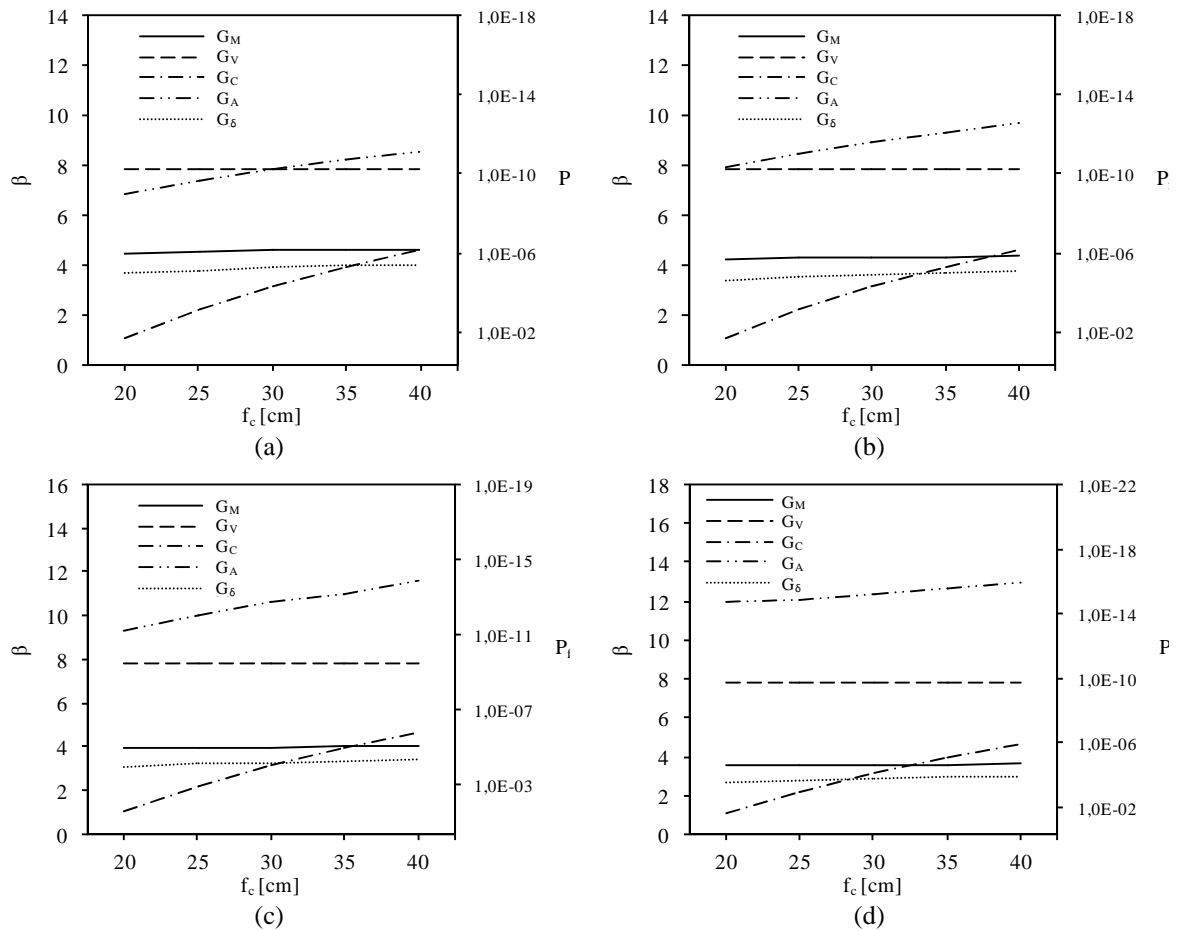 14
12
10
8
6
4
2
0
β
G_M
G_V
G_C
G_A
G_δ
1,0E-18
1,0E-14
1,0E-10
1,0E-06
1,0E-02
P
20 25 30 35 40
f_c [cm]
(a)
14
12
10
8
6
4
2
0
β
G_M
G_V
G_C
G_A
G_δ
1,0E-18
1,0E-14
1,0E-10
1,0E-06
1,0E-02
P
20 25 30 35 40
f_c [cm]
(b)
16
14
12
10
8
6
4
2
0
β
G_M
G_V
G_C
G_A
G_δ
1,0E-19
1,0E-15
1,0E-11
1,0E-07
1,0E-03
P_f
20 25 30 35 40
f_c [cm]
(c)
18
16
14
12
10
8
6
4
2
0
β
G_M
G_V
G_C
G_A
G_δ
1,0E-22
1,0E-18
1,0E-14
1,0E-10
1,0E-06
1,0E-02
P
20 25 30 35 40
f_c [cm]
(d)